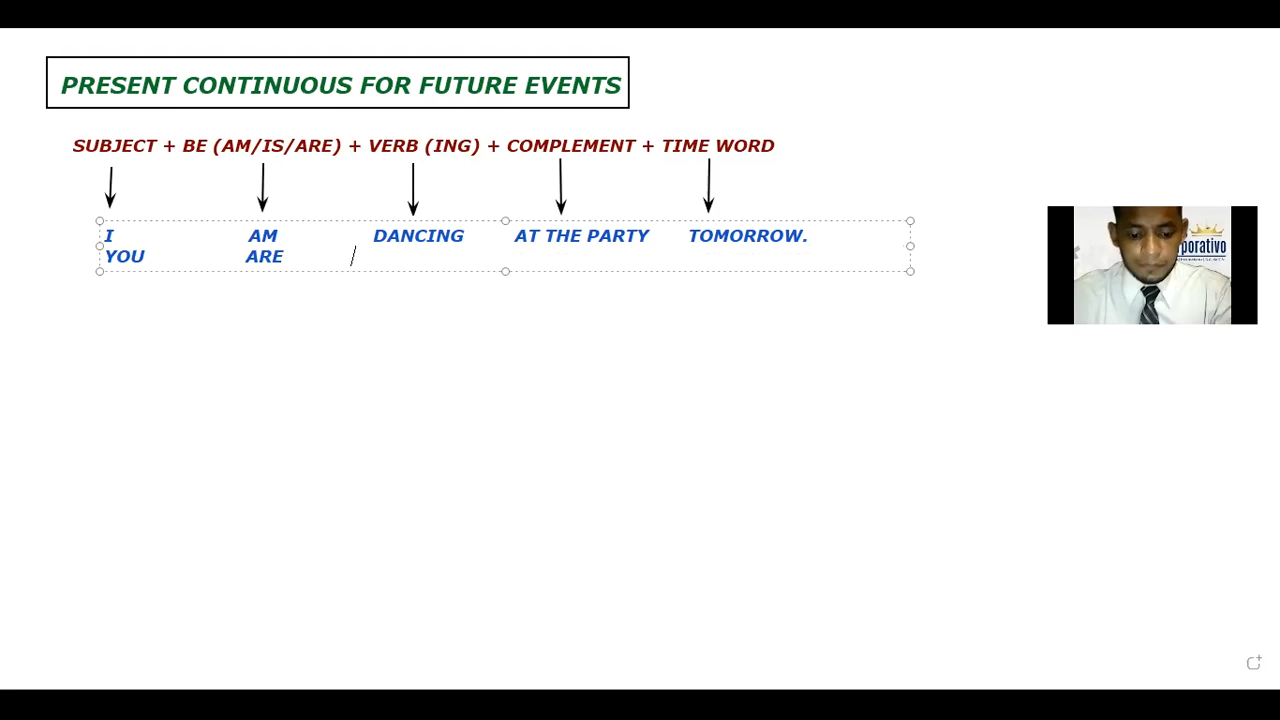 PRESENT CONTINUOUS FOR FUTURE EVENTS
SUBJECT + BE (AM/IS/ARE) + VERB (ING) + COMPLEMENT + TIME WORD
I AM DANCING AT THE PARTY TOMORROW.
YOU ARE
porativo